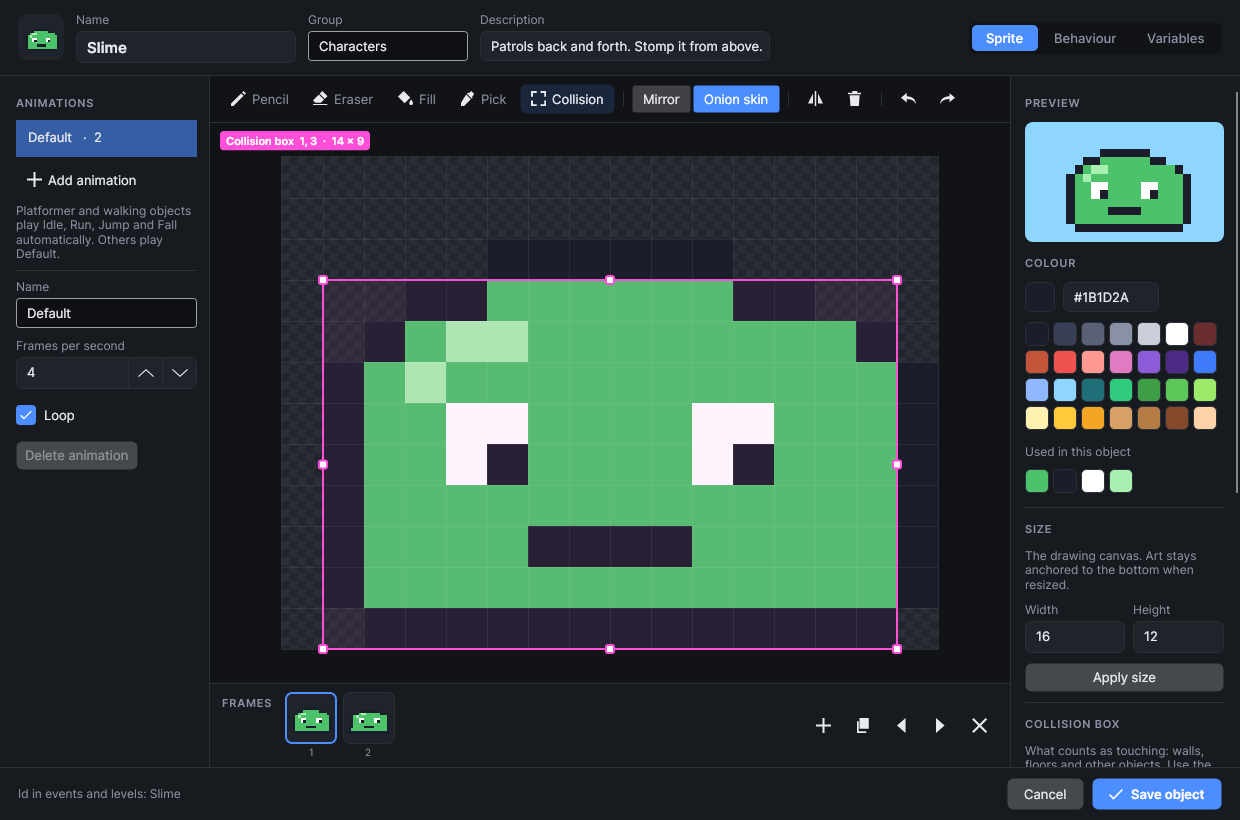 Name
Group
Description
Slime
Characters
Patrols back and forth. Stomp it from above.
Sprite
Behaviour
Variables
ANIMATIONS
Default · 2
Add animation
Platformer and walking objects
play Idle, Run, Jump and Fall
automatically. Others play
Default.
Name
Default
Frames per second
4
Loop
Delete animation
Pencil
Eraser
Fill
Pick
Collision
Mirror
Onion skin
Collision box 1, 3 · 14 × 9
FRAMES
1
2
PREVIEW
COLOUR
#1B1D2A
Used in this object
SIZE
The drawing canvas. Art stays
anchored to the bottom when
resized.
Width
Height
16
12
Apply size
COLLISION BOX
What counts as touching: walls,
floors and other objects. Use the
Id in events and levels: Slime
Cancel
Save object